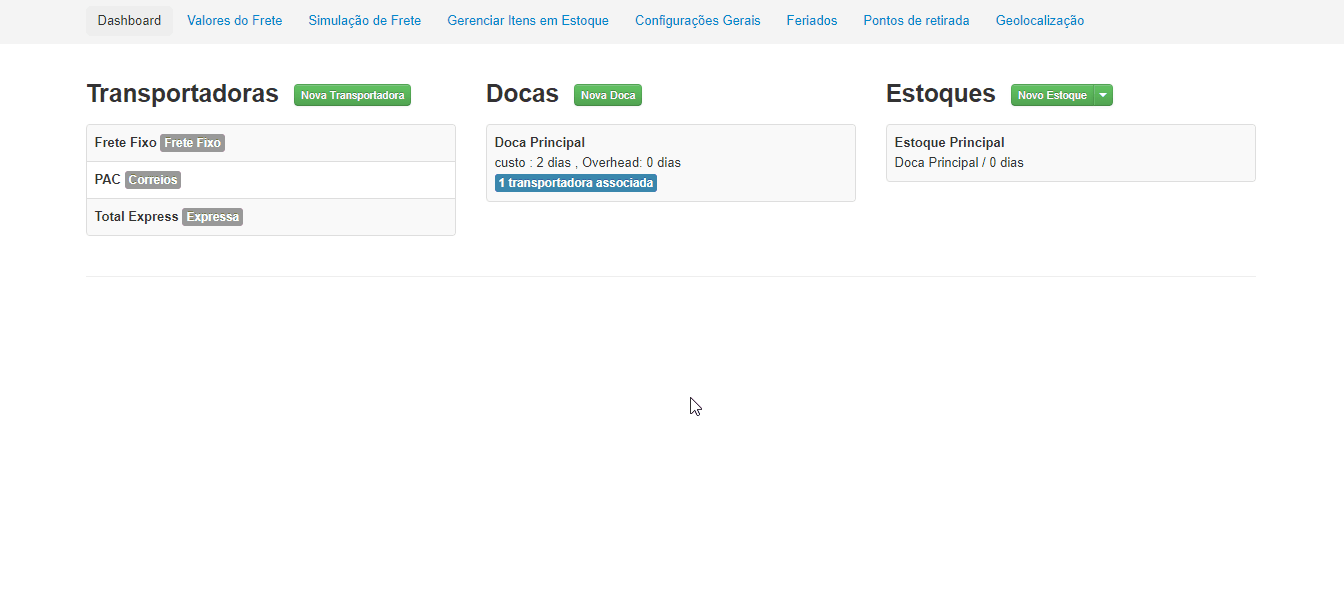 Dashboard Valores do Frete Simulação de Frete Gerenciar Itens em Estoque Configurações Gerais Feriados Pontos de retirada Geolocalização
Transportadoras Nova Transportadora
Frete Fixo Frete Fixo
PAC Correios
Total Express Expressa
Docas Nova Doca
Doca Principal
custo : 2 dias , Overhead: 0 dias
1 transportadora associada
Estoques Novo Estoque
Estoque Principal
Doca Principal / 0 dias